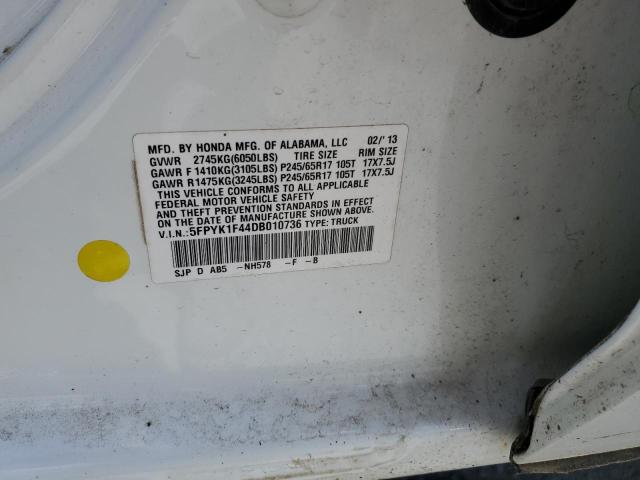 MFD. BY HONDA MFG. OF ALABAMA, LLC 02/'13
GVWR 2745KG(6050LBS) TIRE SIZE RIM SIZE
GAWR F 1410KG(3105LBS) P245/65R17 105T 17X7.5J
GAWR R 1475KG(3245LBS) P245/65R17 105T 17X7.5J
THIS VEHICLE CONFORMS TO ALL APPLICABLE
FEDERAL MOTOR VEHICLE SAFETY
AND THEFT PREVENTION STANDARDS IN EFFECT
ON THE DATE OF MANUFACTURE SHOWN ABOVE.
V.I.N.: 5FPYK1F44DB010736 TYPE: TRUCK
SJP D AB5 -NH578 -F -B